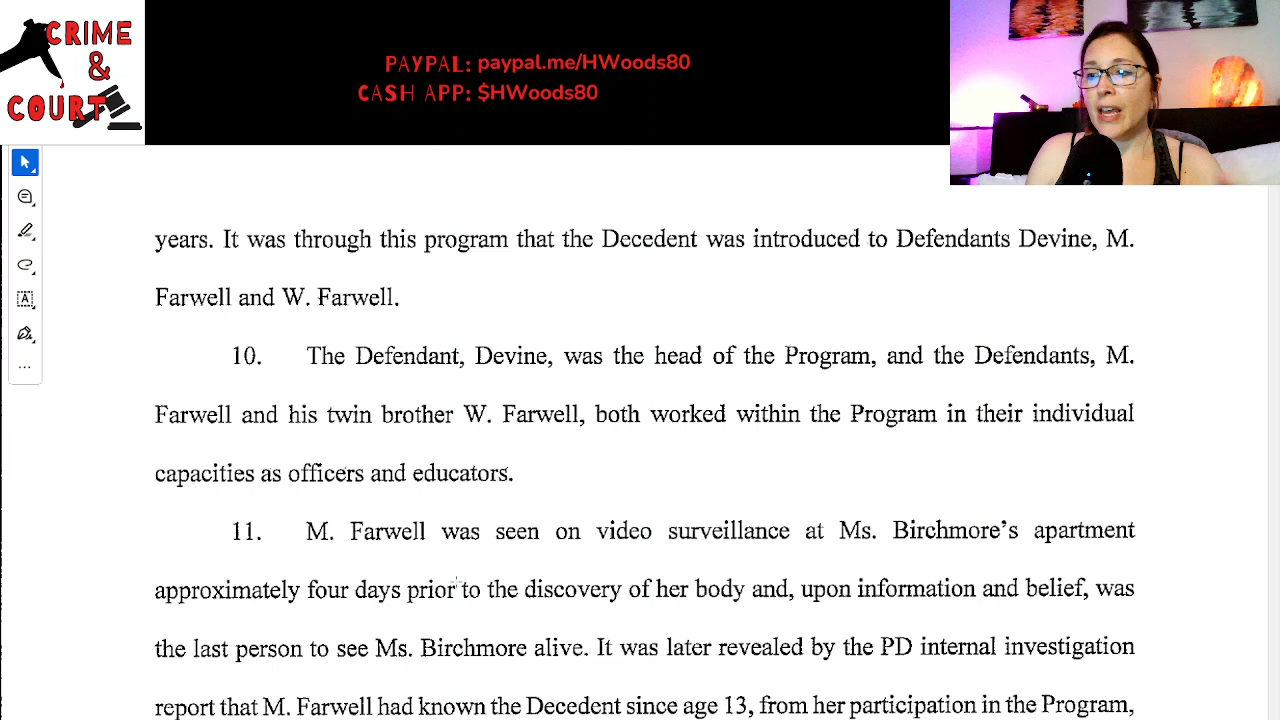 CRIME
&
COURT
PAYPAL: paypal.me/HWoods80
CASH APP: $HWoods80
years. It was through this program that the Decedent was introduced to Defendants Devine, M.
Farwell and W. Farwell.
10. The Defendant, Devine, was the head of the Program, and the Defendants, M.
Farwell and his twin brother W. Farwell, both worked within the Program in their individual
capacities as officers and educators.
11. M. Farwell was seen on video surveillance at Ms. Birchmore’s apartment
approximately four days prior to the discovery of her body and, upon information and belief, was
the last person to see Ms. Birchmore alive. It was later revealed by the PD internal investigation
report that M. Farwell had known the Decedent since age 13, from her participation in the Program,